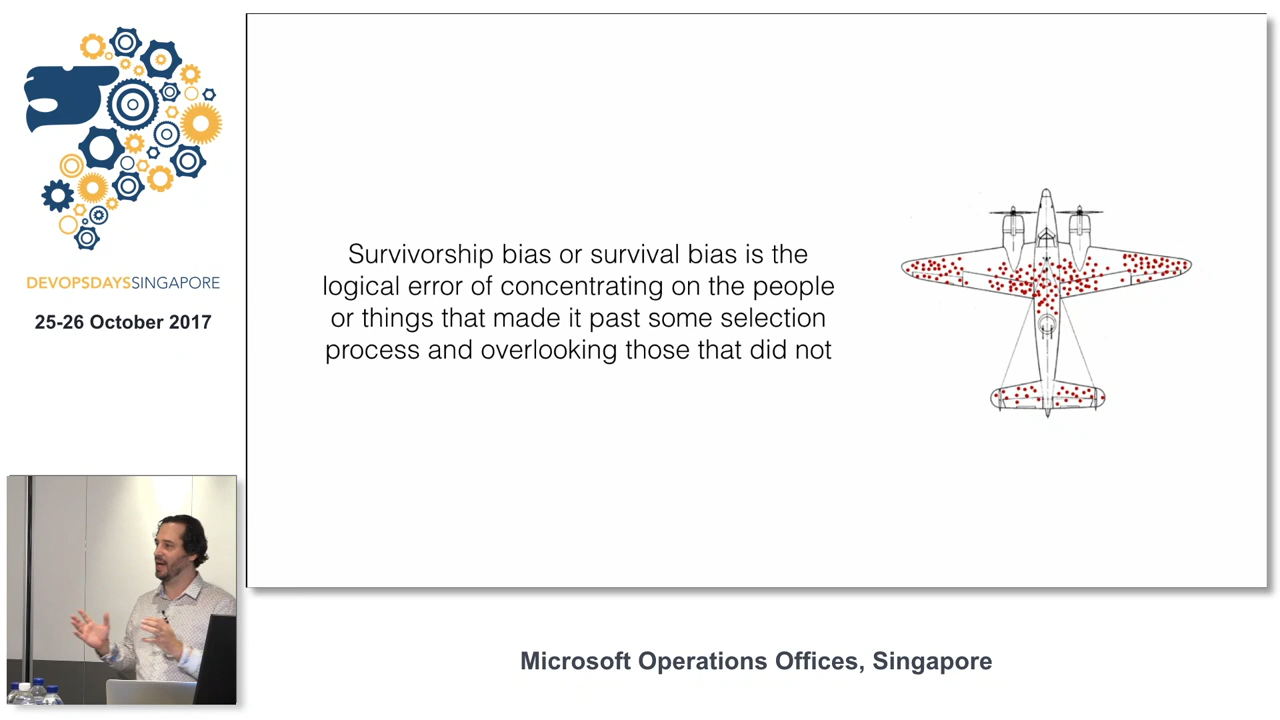 DEVOPSDAYSSINGAPORE
25-26 October 2017
Survivorship bias or survival bias is the
logical error of concentrating on the people
or things that made it past some selection
process and overlooking those that did not
Microsoft Operations Offices, Singapore